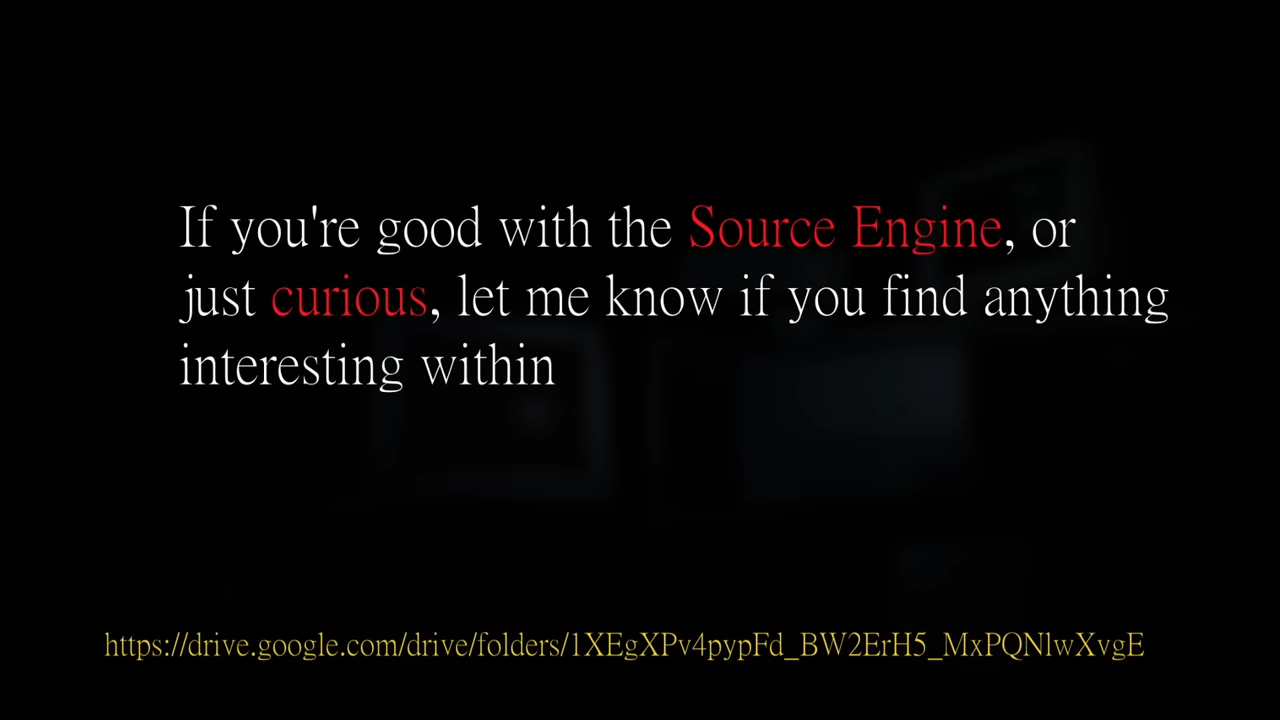 If you're good with the Source Engine, or
just curious, let me know if you find anything
interesting within
https://drive.google.com/drive/folders/1XEgXPv4pypFd_BW2ErH5_MxPQNlwXvgE